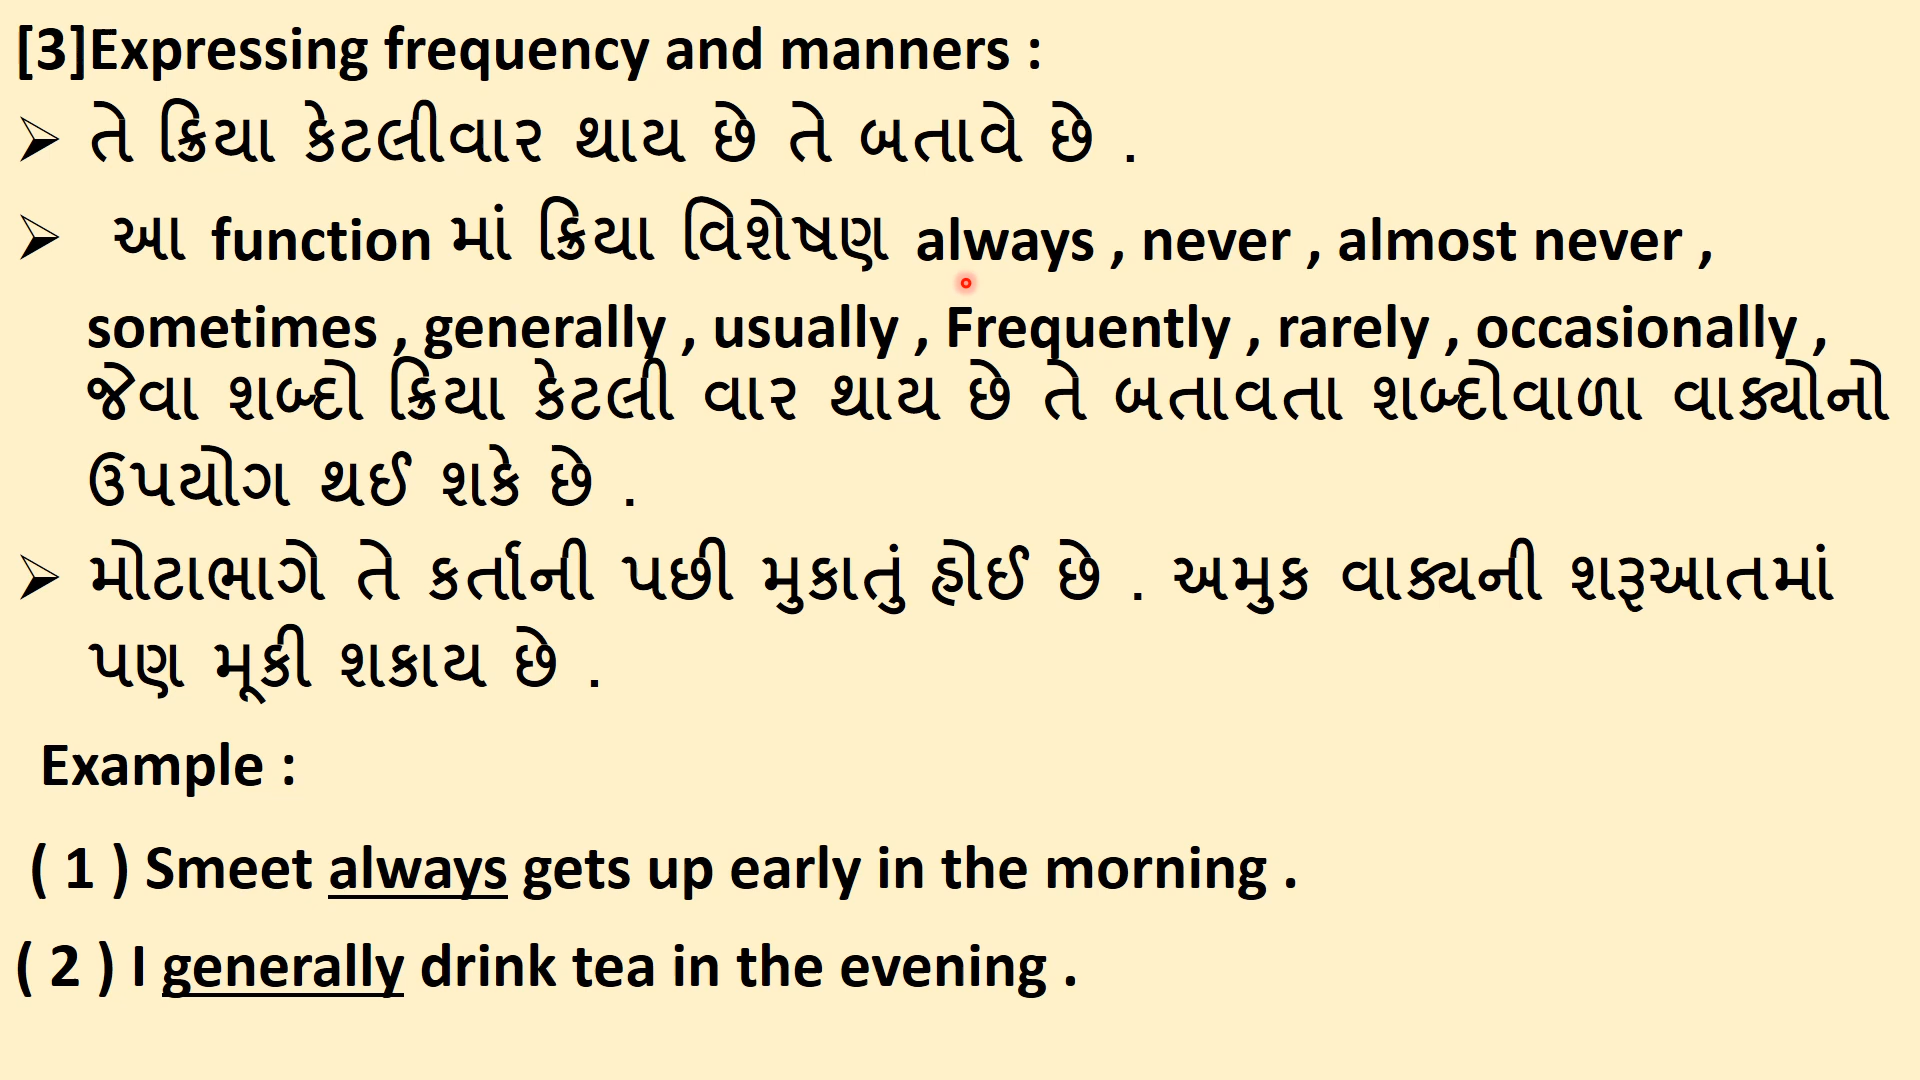 [3]Expressing frequency and manners :
➢ તે ક્રિયા કેટલીવાર થાય છે તે બતાવે છે .
➢ આ function માં ક્રિયા વિશેષણ always , never , almost never ,
sometimes , generally , usually , Frequently , rarely , occasionally ,
જેવા શબ્દો ક્રિયા કેટલી વાર થાય છે તે બતાવતા શબ્દોવાળા વાક્યોનો
ઉપયોગ થઈ શકે છે .
➢ મોટાભાગે તે કર્તાની પછી મુકાતું હોઈ છે . અમુક વાક્યની શરૂઆતમાં
પણ મૂકી શકાય છે .
Example :
( 1 ) Smeet always gets up early in the morning .
( 2 ) I generally drink tea in the evening .